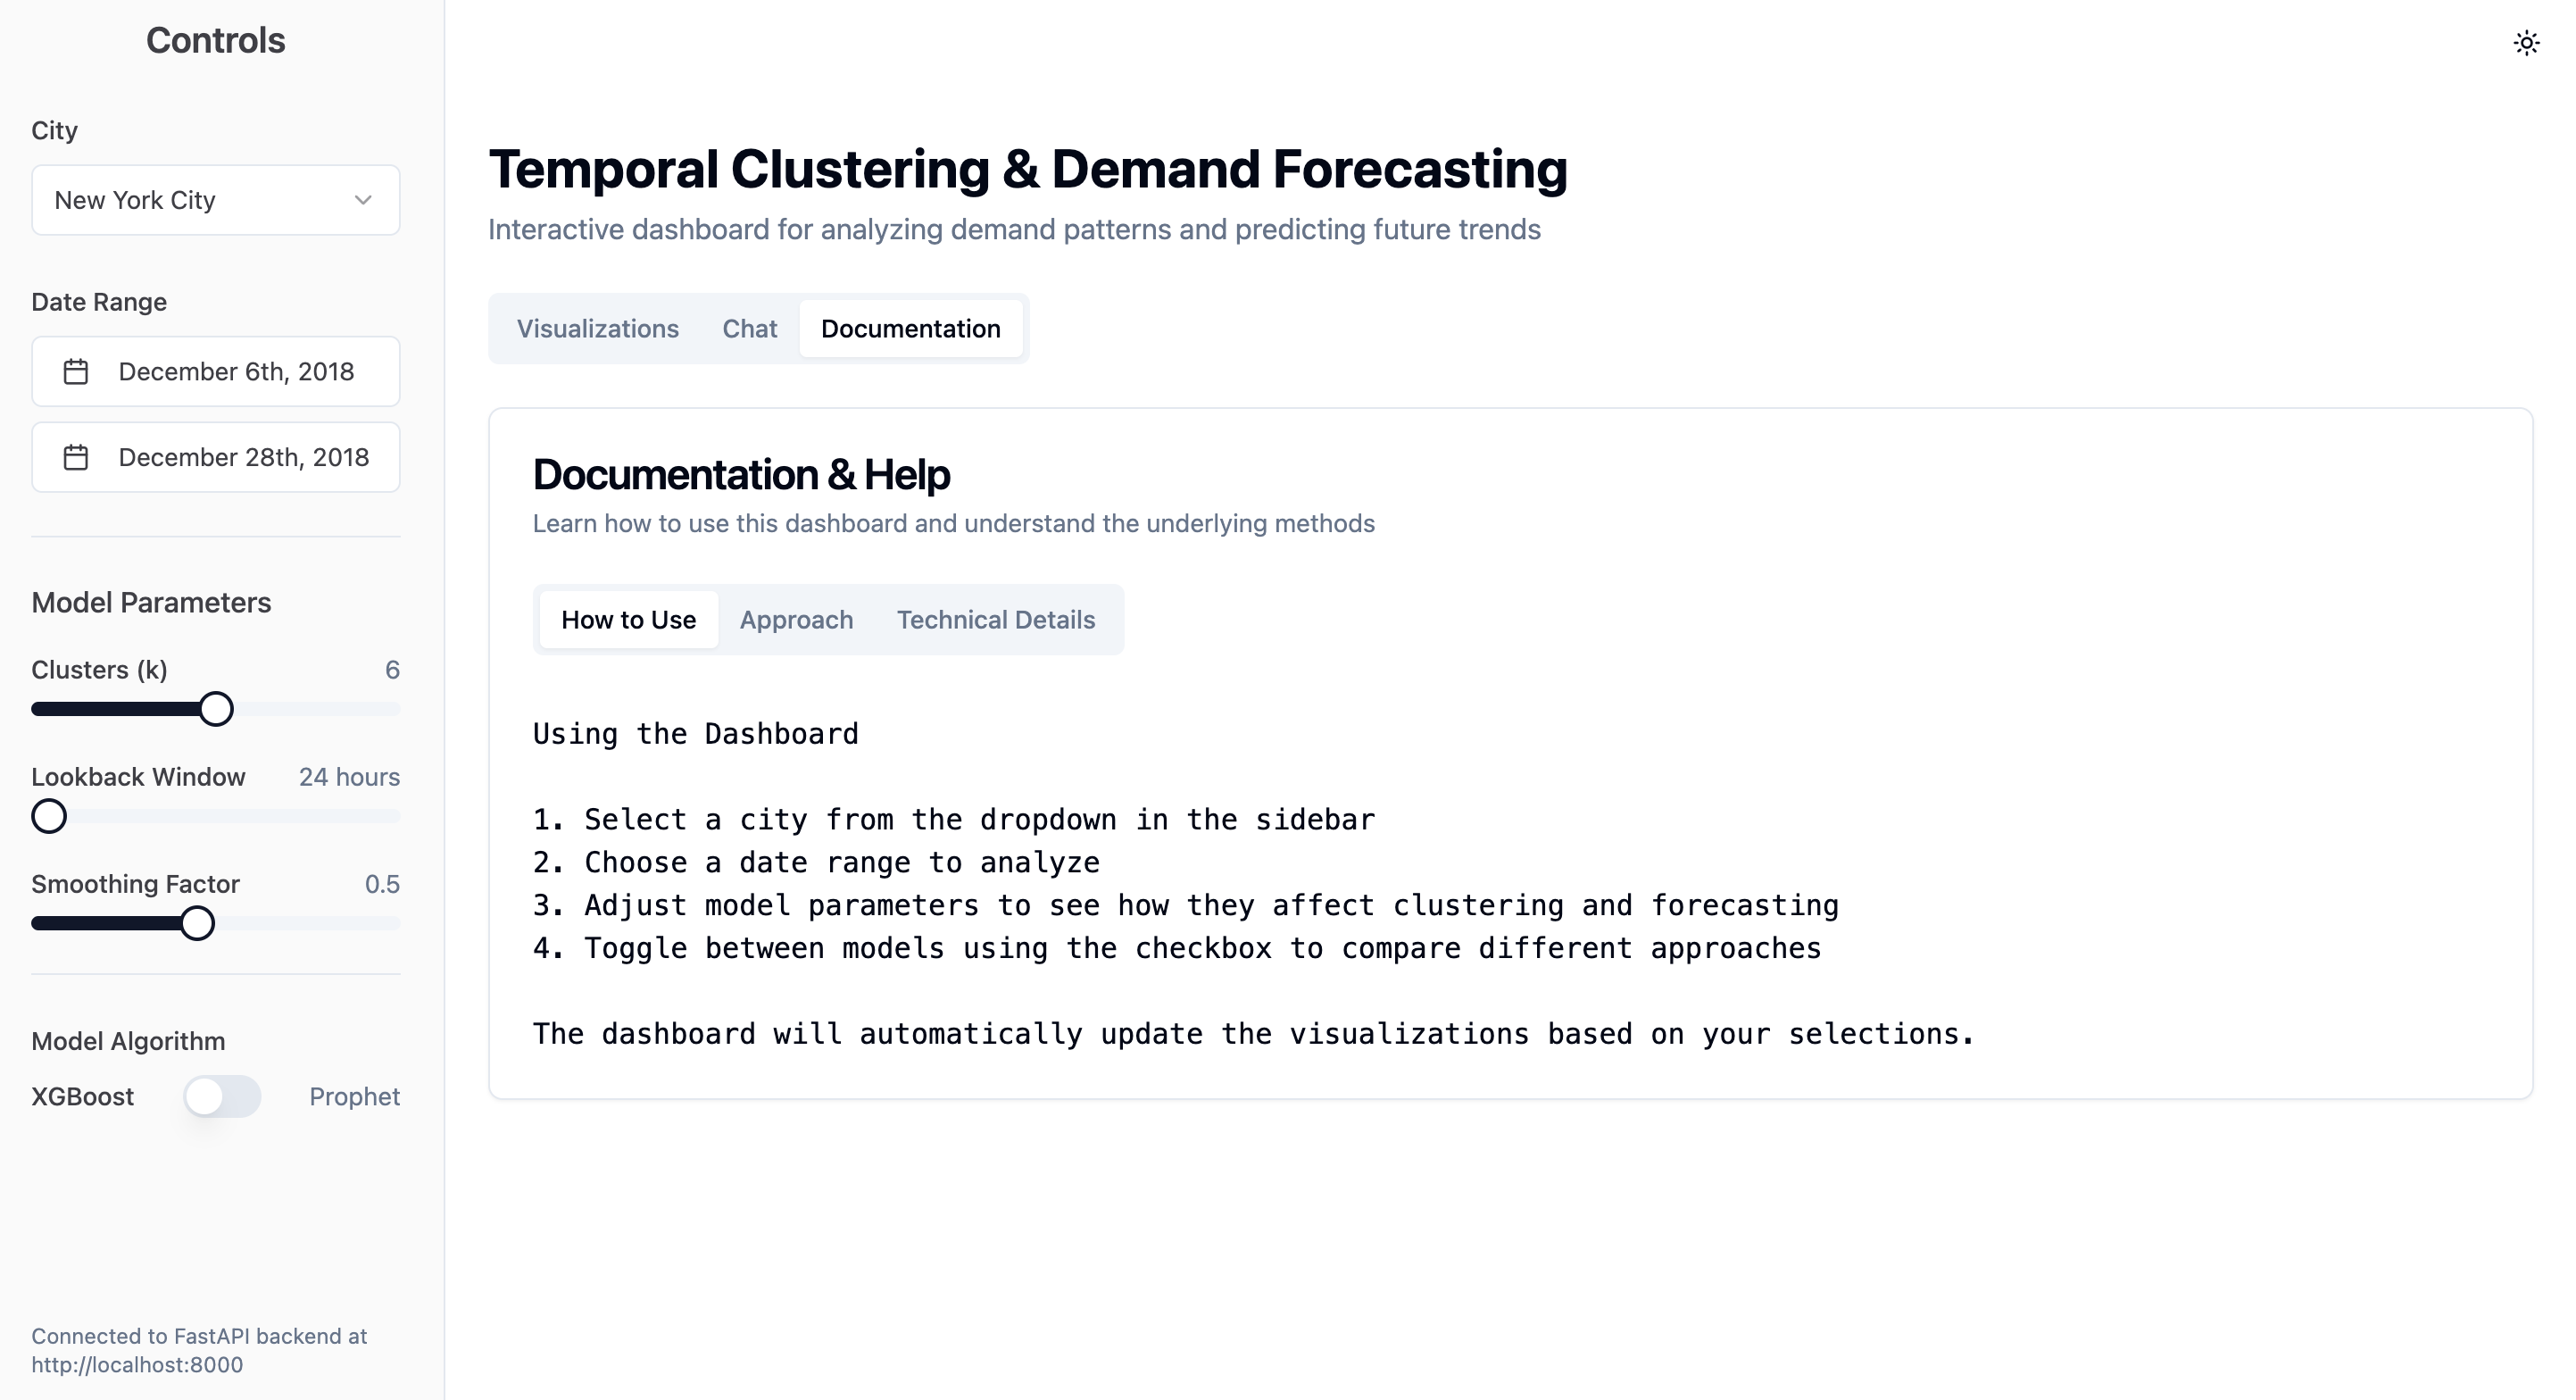 Controls
City
New York City
Date Range
December 6th, 2018
December 28th, 2018
Model Parameters
Clusters (k) 6
Lookback Window 24 hours
Smoothing Factor 0.5
Model Algorithm
XGBoost Prophet
Connected to FastAPI backend at
http://localhost:8000
Temporal Clustering & Demand Forecasting
Interactive dashboard for analyzing demand patterns and predicting future trends
Visualizations Chat Documentation
Documentation & Help
Learn how to use this dashboard and understand the underlying methods
How to Use Approach Technical Details
Using the Dashboard
1. Select a city from the dropdown in the sidebar
2. Choose a date range to analyze
3. Adjust model parameters to see how they affect clustering and forecasting
4. Toggle between models using the checkbox to compare different approaches
The dashboard will automatically update the visualizations based on your selections.